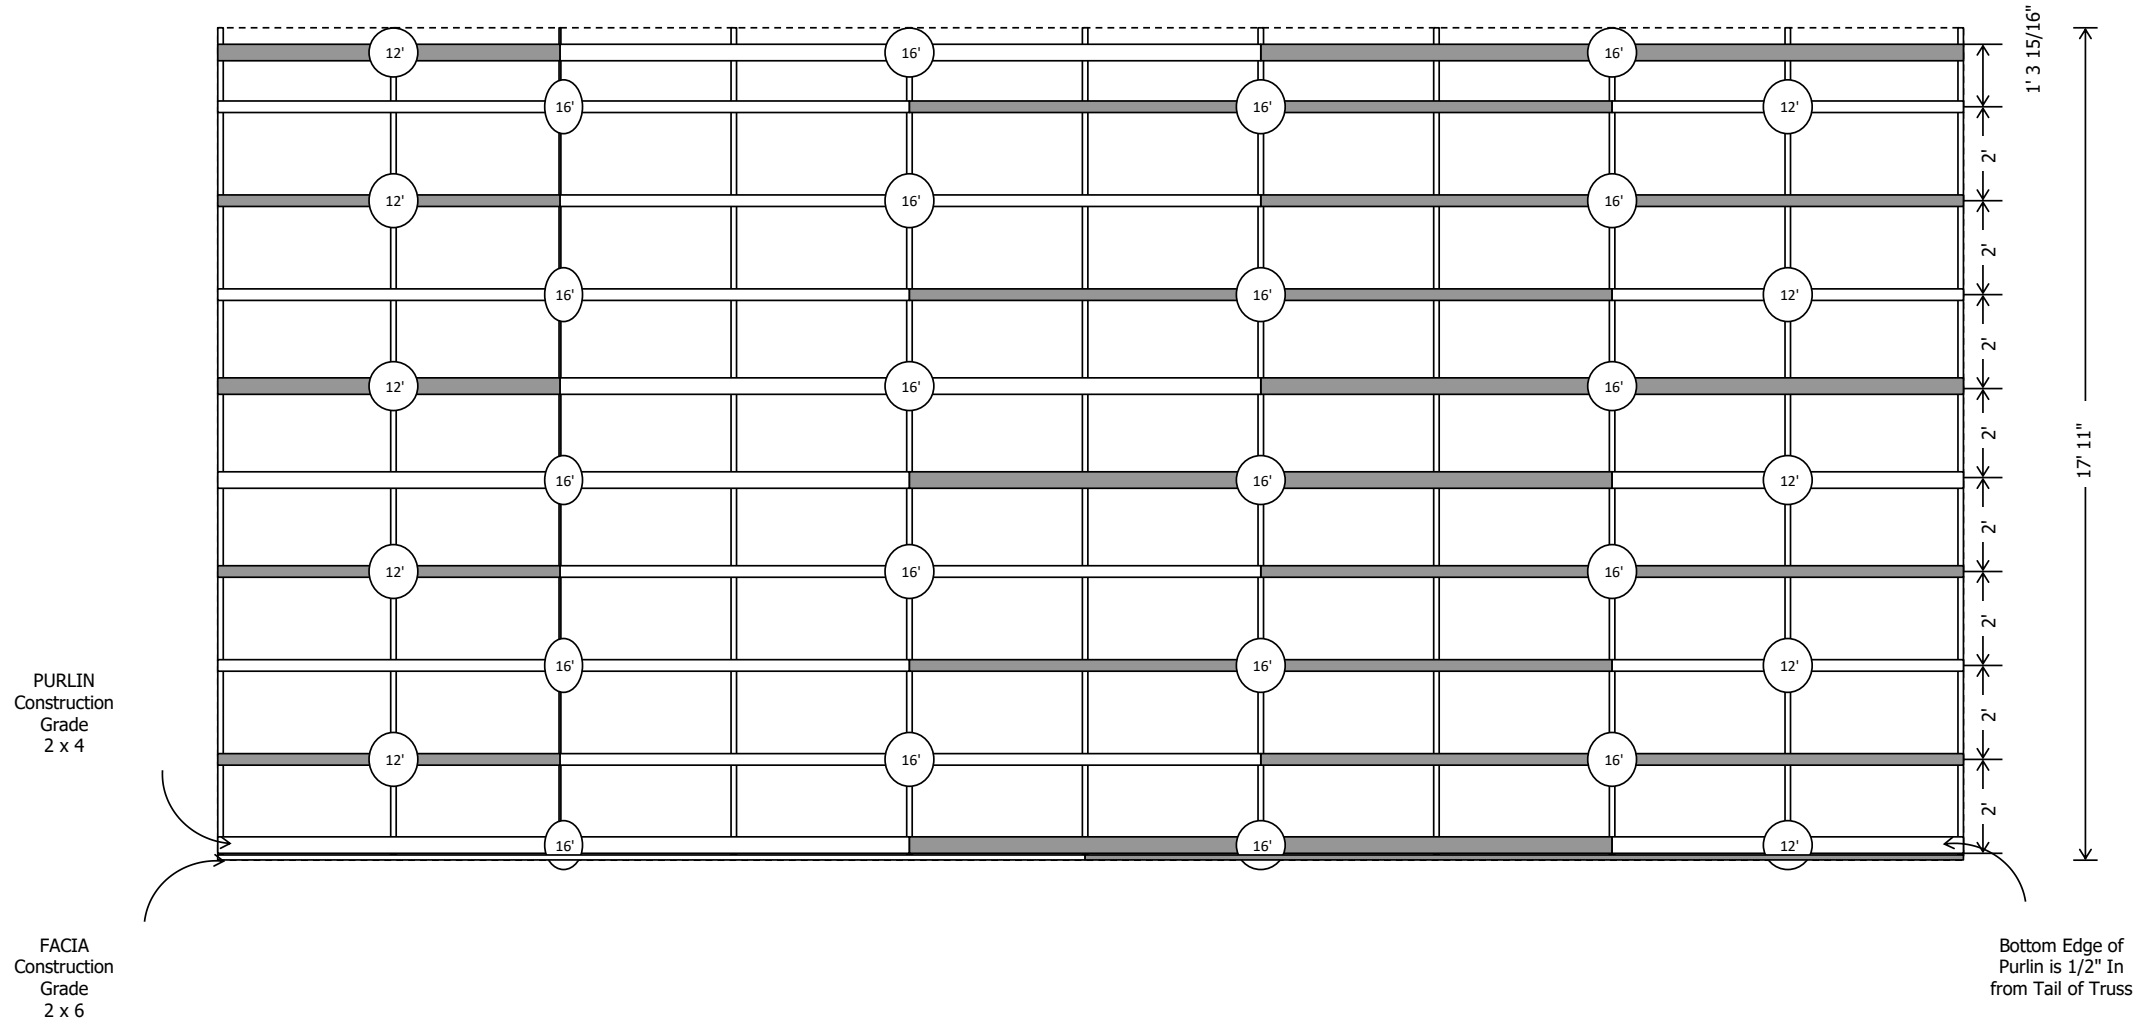 1' 3 15/16"
12' 16' 16'
16' 16' 12'
2'
12' 16' 16'
2'
16' 16' 12'
2'
12' 16' 16'
2'
17' 11"
16' 16' 12'
2'
12' 16' 16'
2'
16' 16' 12'
2'
12' 16' 16'
2'
16' 16' 12'
PURLIN
Construction
Grade
2 x 4
FACIA
Construction
Grade
2 x 6
Bottom Edge of
Purlin is 1/2" In
from Tail of Truss